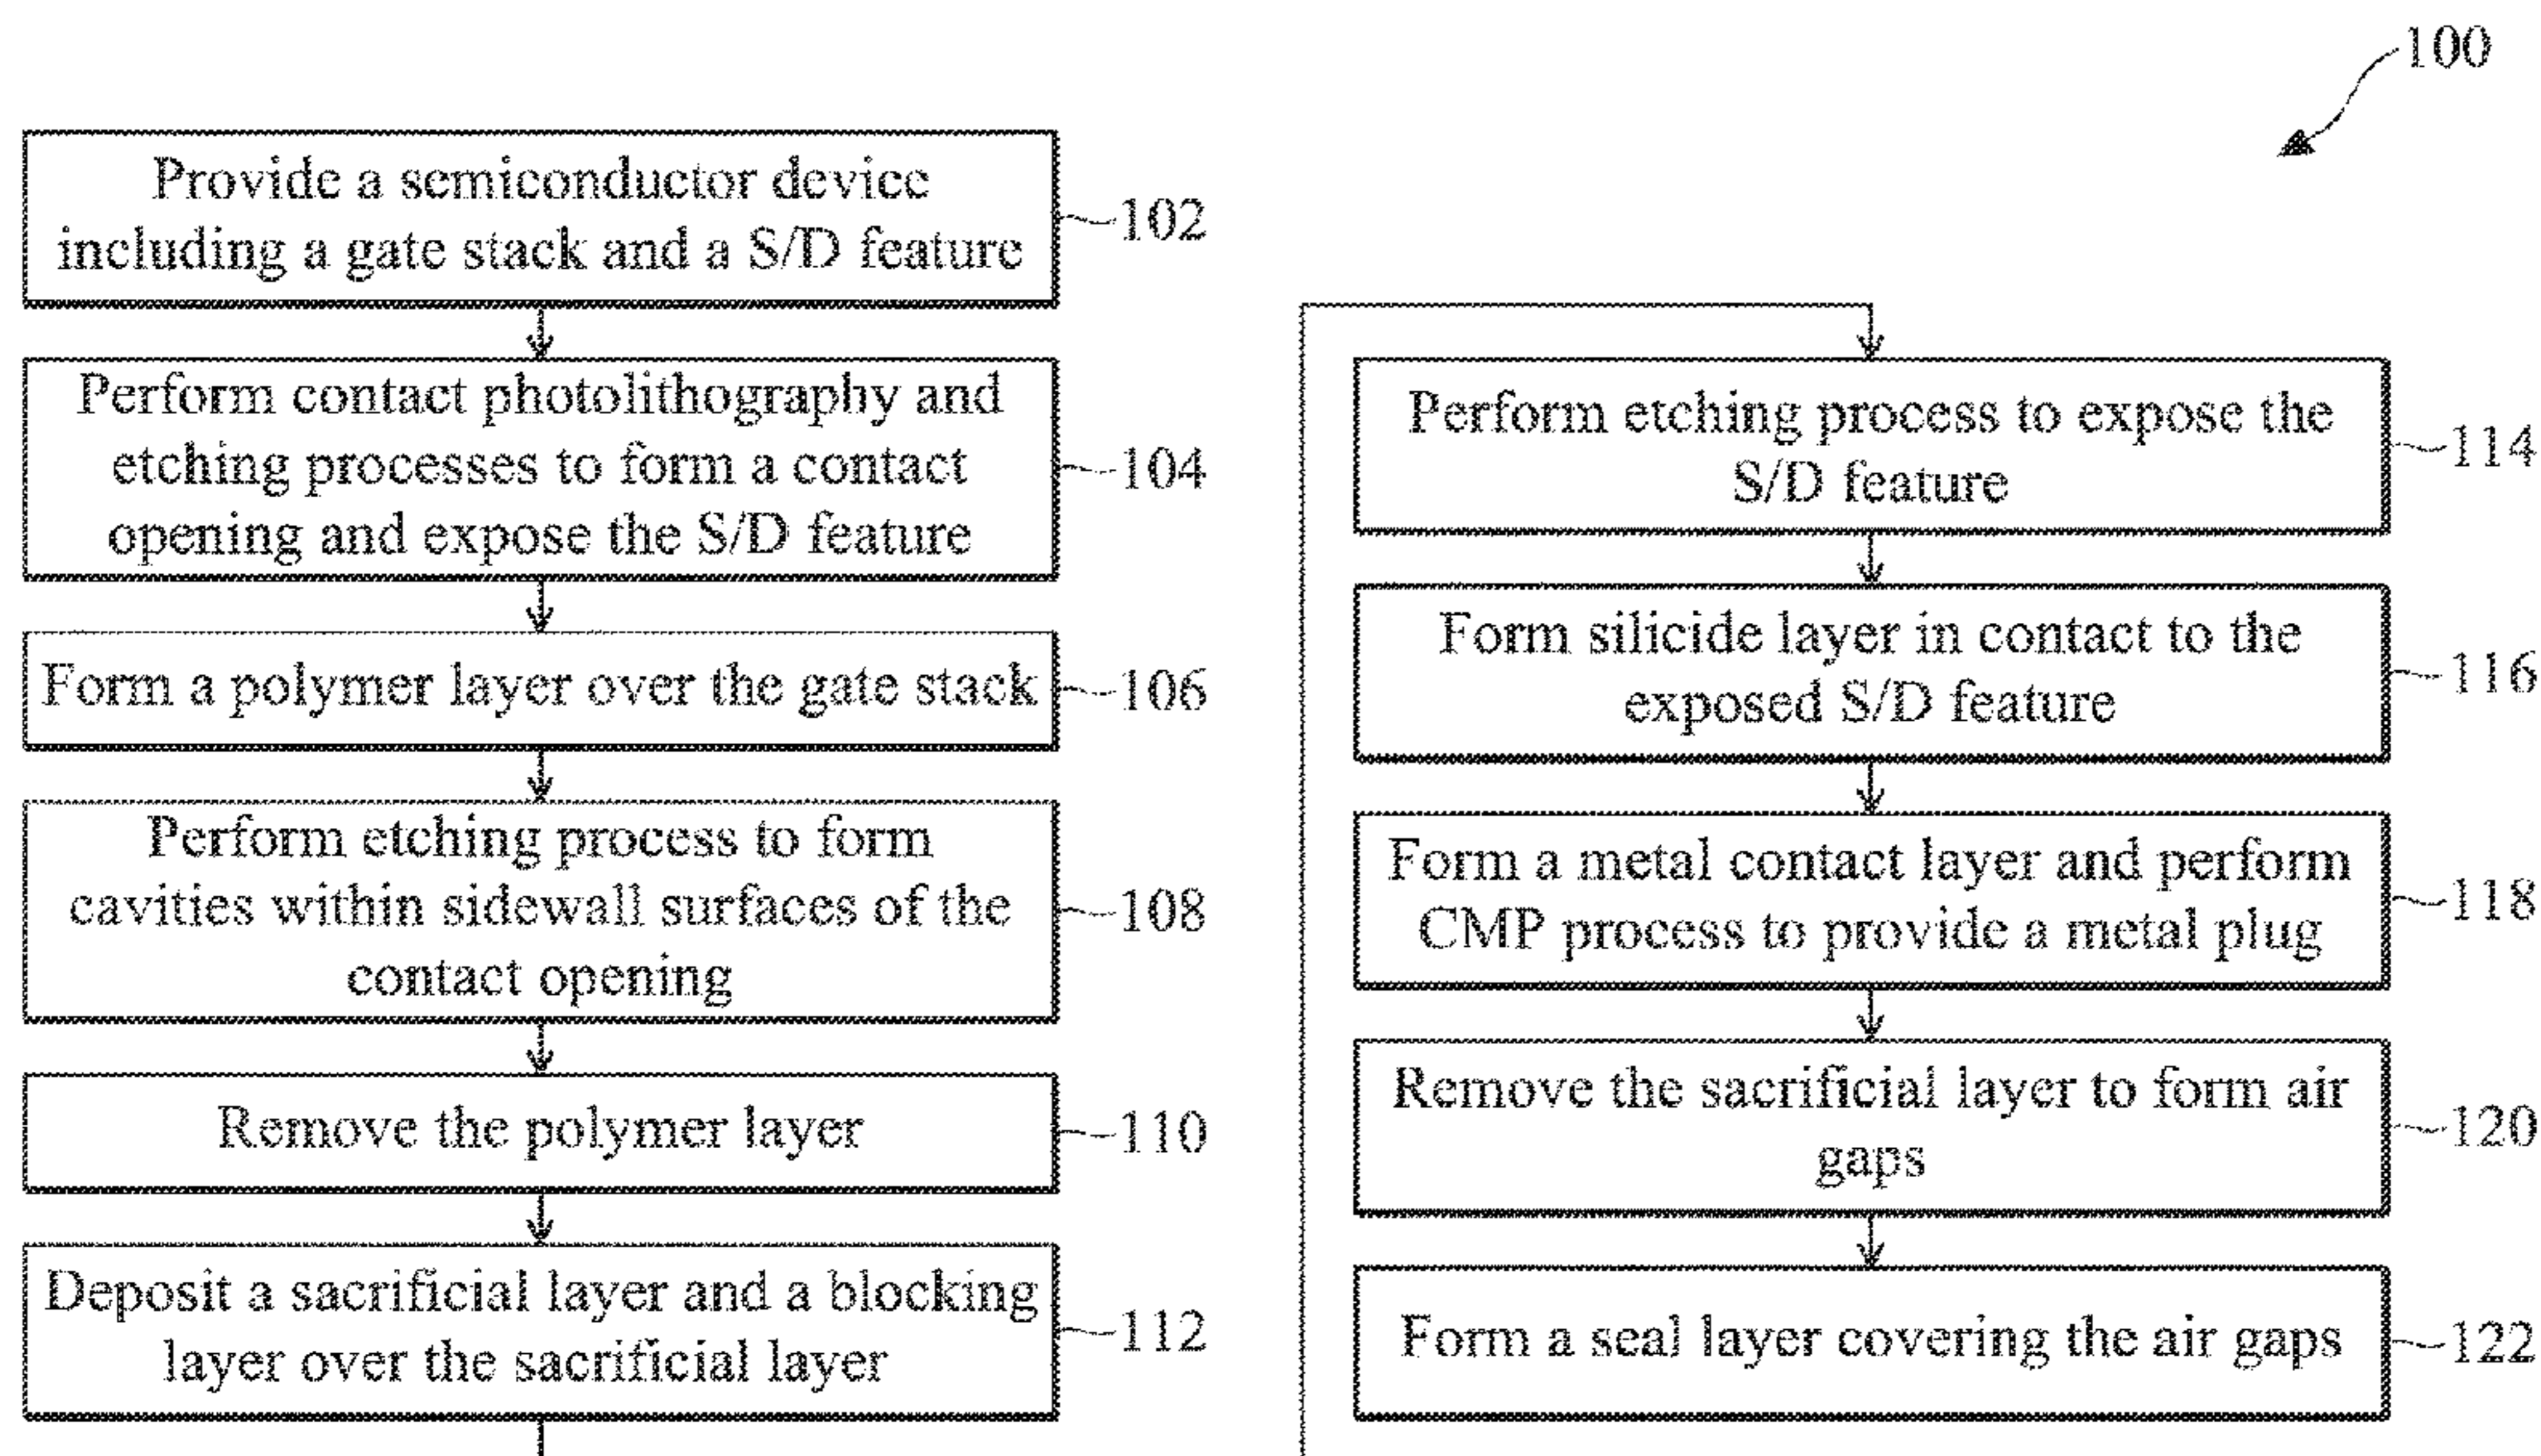 100
Provide a semiconductor device
including a gate stack and a S/D feature
102
Perform contact photolithography and
etching processes to form a contact
opening and expose the S/D feature
104
Form a polymer layer over the gate stack
106
Perform etching process to form
cavities within sidewall surfaces of the
contact opening
108
Remove the polymer layer
110
Deposit a sacrificial layer and a blocking
layer over the sacrificial layer
112
Perform etching process to expose the
S/D feature
114
Form silicide layer in contact to the
exposed S/D feature
116
Form a metal contact layer and perform
CMP process to provide a metal plug
118
Remove the sacrificial layer to form air
gaps
120
Form a seal layer covering the air gaps
122